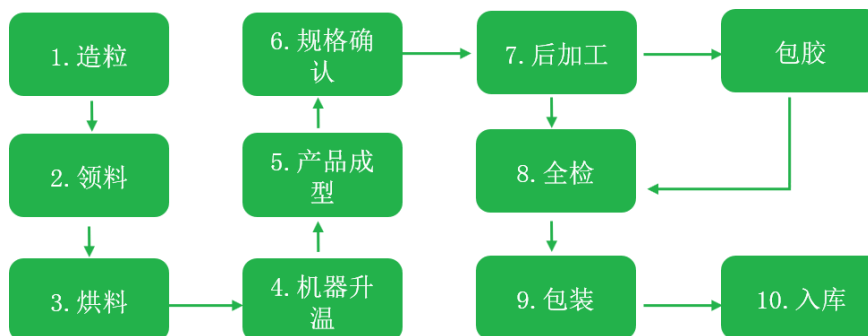 1.造粒
2.领料
3.烘料
4.机器升
温
5.产品成
型
6.规格确
认
7.后加工
包胶
8.全检
9.包装
10.入库